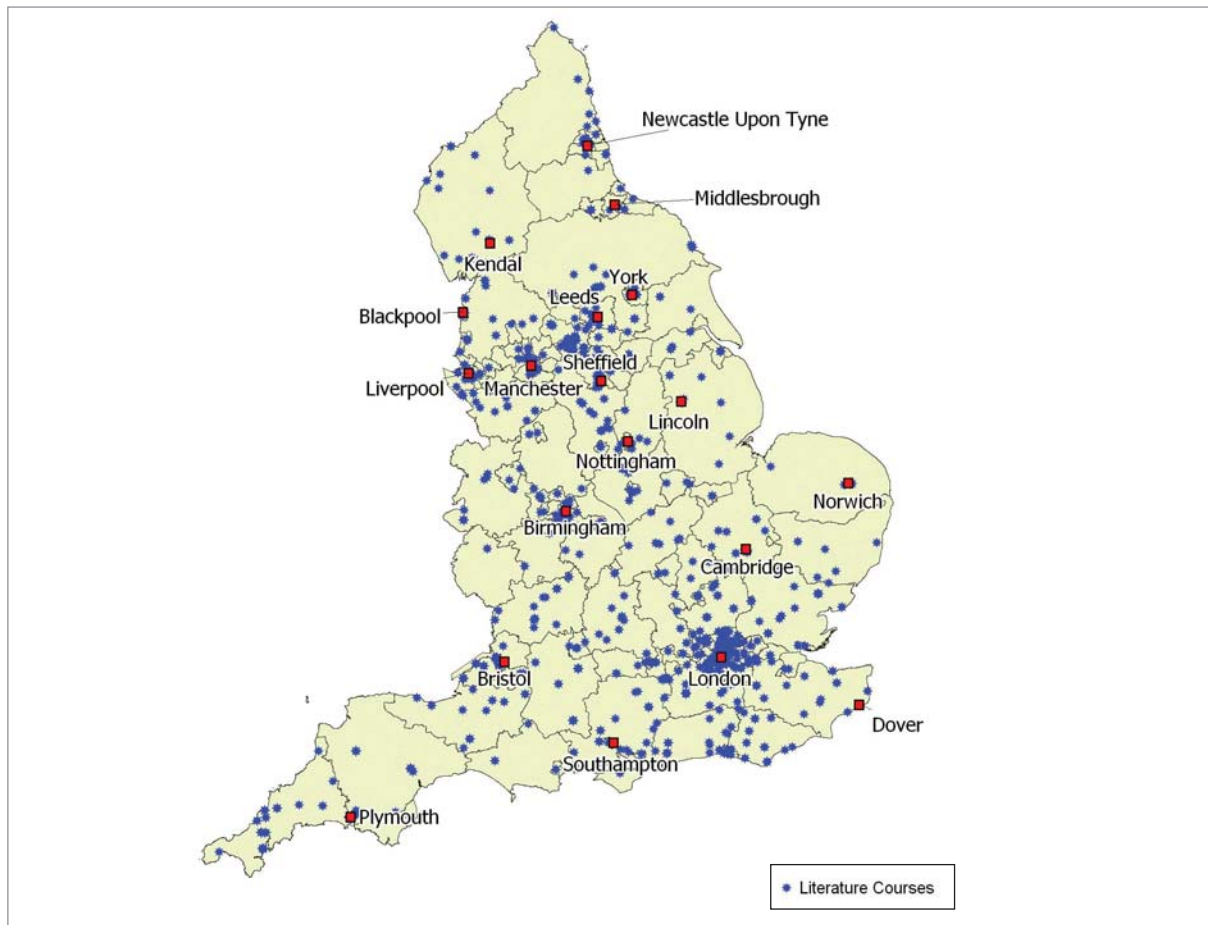 Newcastle Upon Tyne
Middlesbrough
Kendal
York
Leeds
Blackpool
Sheffield
Liverpool
Manchester
Lincoln
Nottingham
Norwich
Birmingham
Cambridge
Bristol
London
Dover
Southampton
Plymouth
Literature Courses